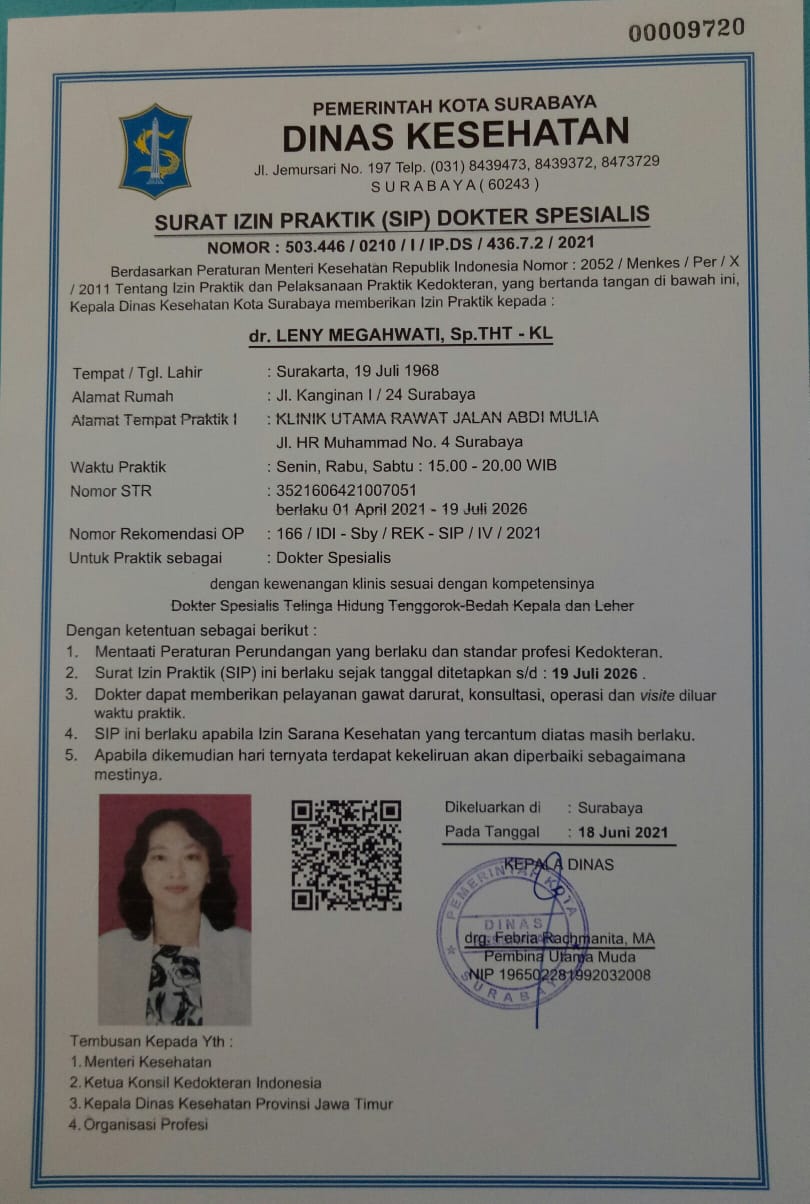 00009720
PEMERINTAH KOTA SURABAYA
DINAS KESEHATAN
Jl. Jemursari No. 197 Telp. (031) 8439473, 8439372, 8473729
S U R A B A Y A ( 60243 )
SURAT IZIN PRAKTIK (SIP) DOKTER SPESIALIS
NOMOR : 503.446 / 0210 / I / IP.DS / 436.7.2 / 2021
Berdasarkan Peraturan Menteri Kesehatan Republik Indonesia Nomor : 2052 / Menkes / Per / X
/ 2011 Tentang Izin Praktik dan Pelaksanaan Praktik Kedokteran, yang bertanda tangan di bawah ini,
Kepala Dinas Kesehatan Kota Surabaya memberikan Izin Praktik kepada :
dr. LENY MEGAHWATI, Sp.THT - KL
Tempat / Tgl. Lahir : Surakarta, 19 Juli 1968
Alamat Rumah : Jl. Kanginan I / 24 Surabaya
Alamat Tempat Praktik I : KLINIK UTAMA RAWAT JALAN ABDI MULIA
Jl. HR Muhammad No. 4 Surabaya
Waktu Praktik : Senin, Rabu, Sabtu : 15.00 - 20.00 WIB
Nomor STR : 3521606421007051
berlaku 01 April 2021 - 19 Juli 2026
Nomor Rekomendasi OP : 166 / IDI - Sby / REK - SIP / IV / 2021
Untuk Praktik sebagai : Dokter Spesialis
dengan kewenangan klinis sesuai dengan kompetensinya
Dokter Spesialis Telinga Hidung Tenggorok-Bedah Kepala dan Leher
Dengan ketentuan sebagai berikut :
1. Mentaati Peraturan Perundangan yang berlaku dan standar profesi Kedokteran.
2. Surat Izin Praktik (SIP) ini berlaku sejak tanggal ditetapkan s/d : 19 Juli 2026 .
3. Dokter dapat memberikan pelayanan gawat darurat, konsultasi, operasi dan visite diluar
waktu praktik.
4. SIP ini berlaku apabila Izin Sarana Kesehatan yang tercantum diatas masih berlaku.
5. Apabila dikemudian hari ternyata terdapat kekeliruan akan diperbaiki sebagaimana
mestinya.
Dikeluarkan di : Surabaya
Pada Tanggal : 18 Juni 2021
KEPALA DINAS
PEMERINTAH KOTA
DINAS
SURABAYA
drg. Febria Rachmanita, MA
Pembina Utama Muda
NIP 196502281992032008
Tembusan Kepada Yth :
1. Menteri Kesehatan
2. Ketua Konsil Kedokteran Indonesia
3. Kepala Dinas Kesehatan Provinsi Jawa Timur
4. Organisasi Profesi